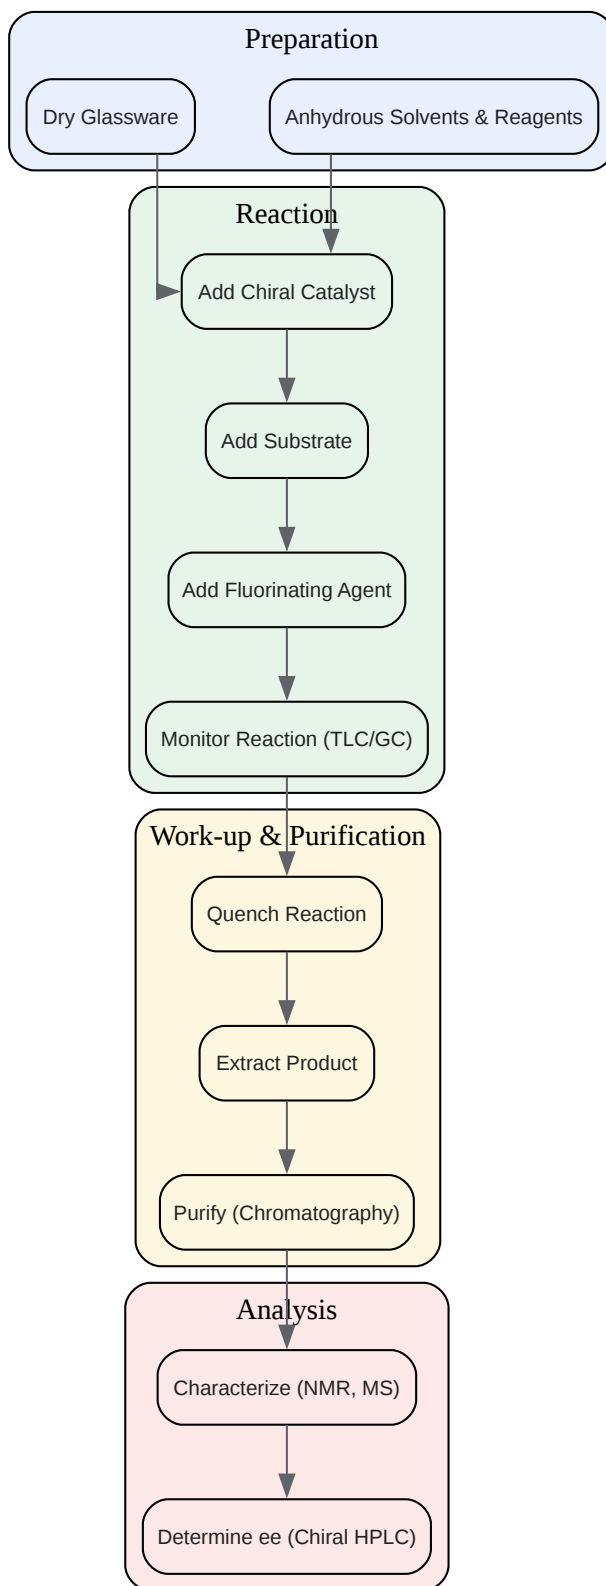 Preparation
Dry Glassware
Anhydrous Solvents & Reagents
Reaction
Add Chiral Catalyst
Add Substrate
Add Fluorinating Agent
Monitor Reaction (TLC/GC)
Work-up & Purification
Quench Reaction
Extract Product
Purify (Chromatography)
Analysis
Characterize (NMR, MS)
Determine ee (Chiral HPLC)